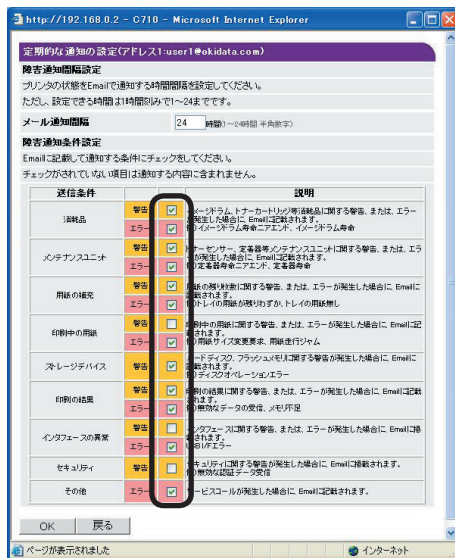 http://192.168.0.2 - C710 - Microsoft Internet Explorer
定期的な通知の設定(アドレス1:user1@okidata.com)
障害通知間隔設定
プリンタの状態をEmailで通知する時間間隔を設定してください。
ただし、設定できる時間は1時間刻みで1～24までです。
メール通知間隔 24 時間(1～24時間 半角数字)
障害通知条件設定
Emailに記載して通知する条件にチェックをしてください。
チェックがされていない項目は通知する内容に含まれません。
送信条件 説明
消耗品
警告
エラー
イメージドラム、トナーカートリッジ等消耗品に関する警告、または、エラー
が発生した場合に、Emailに記載されます。
例)イメージドラム寿命ニアエンド、イメージドラム寿命
メンテナンスユニット
警告
エラー
トナーセンサー、定着器等メンテナンスユニットに関する警告、または、エラ
ーが発生した場合に、Emailに記載されます。
例)定着器寿命ニアエンド、定着器寿命
用紙の補充
警告
エラー
用紙の残り枚数に関する警告、または、エラーが発生した場合に、Emailに
記載されます。
例)トレイの用紙が残りわずか、トレイの用紙無し
印刷中の用紙
警告
エラー
印刷中の用紙に関する警告、または、エラーが発生した場合に、Emailに記
載されます。
例)用紙サイズ変更要求、用紙走行ジャム
ストレージデバイス
警告
ハードディスク、フラッシュメモリに関する警告が発生した場合に、Emailに
記載されます。
例)ディスクオペレーションエラー
印刷の結果
警告
エラー
印刷の結果に関する警告、または、エラーが発生した場合に、Emailに記載
されます。
例)無効なデータの受信、メモリ不足
インタフェースの異常
警告
エラー
インタフェースに関する警告、または、エラーが発生した場合に、Emailに掲
載されます。
USB I/Fエラー
セキュリティ
警告
セキュリティに関する警告が発生した場合に、Emailに掲載されます。
例)無効な認証データ受信
その他
エラー
サービスコールが発生した場合に、Emailに記載されます。
OK 戻る
ページが表示されました インターネット